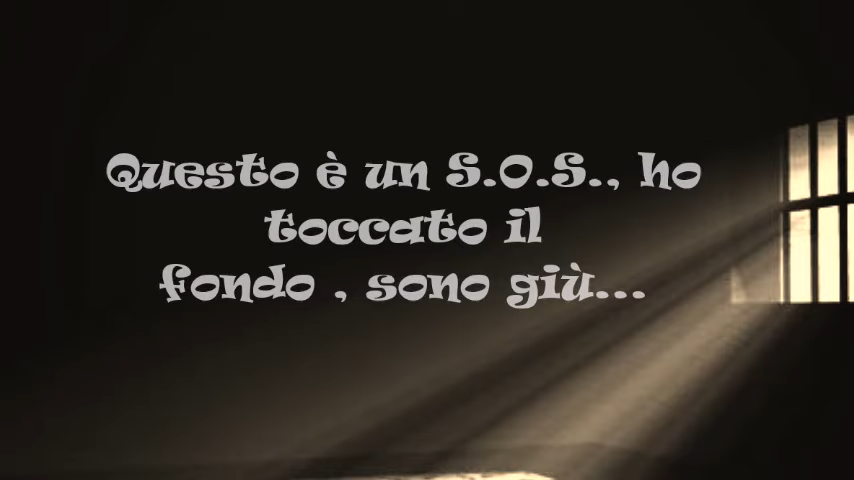 Questo è un S.O.S., ho
toccato il
fondo , sono giù...